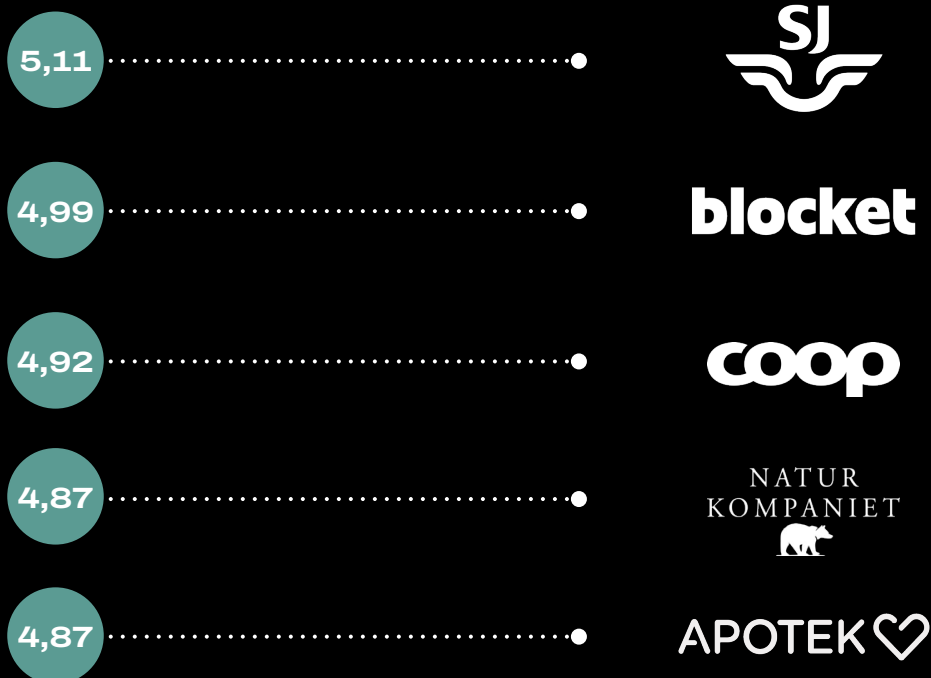 5,11
SJ
4,99
blocket
4,92
coop
4,87
NATUR
KOMPANIET
4,87
APOTEK